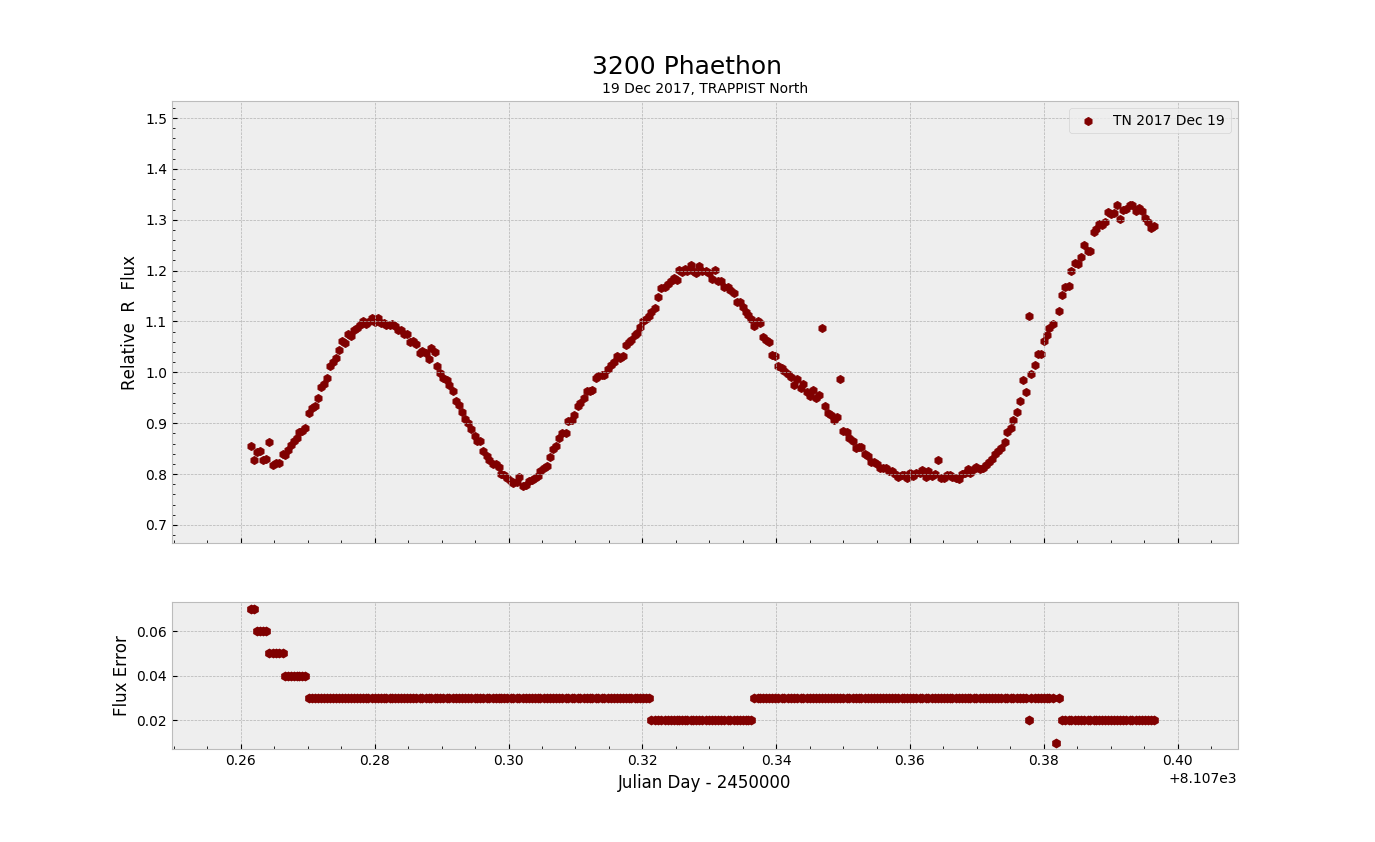 3200 Phaethon
19 Dec 2017, TRAPPIST North
TN 2017 Dec 19
1.5
1.4
1.3
1.2
1.1
1.0
0.9
0.8
0.7
Relative R Flux
0.06
0.04
0.02
Flux Error
0.26 0.28 0.30 0.32 0.34 0.36 0.38 0.40
+8.107e3
Julian Day - 2450000